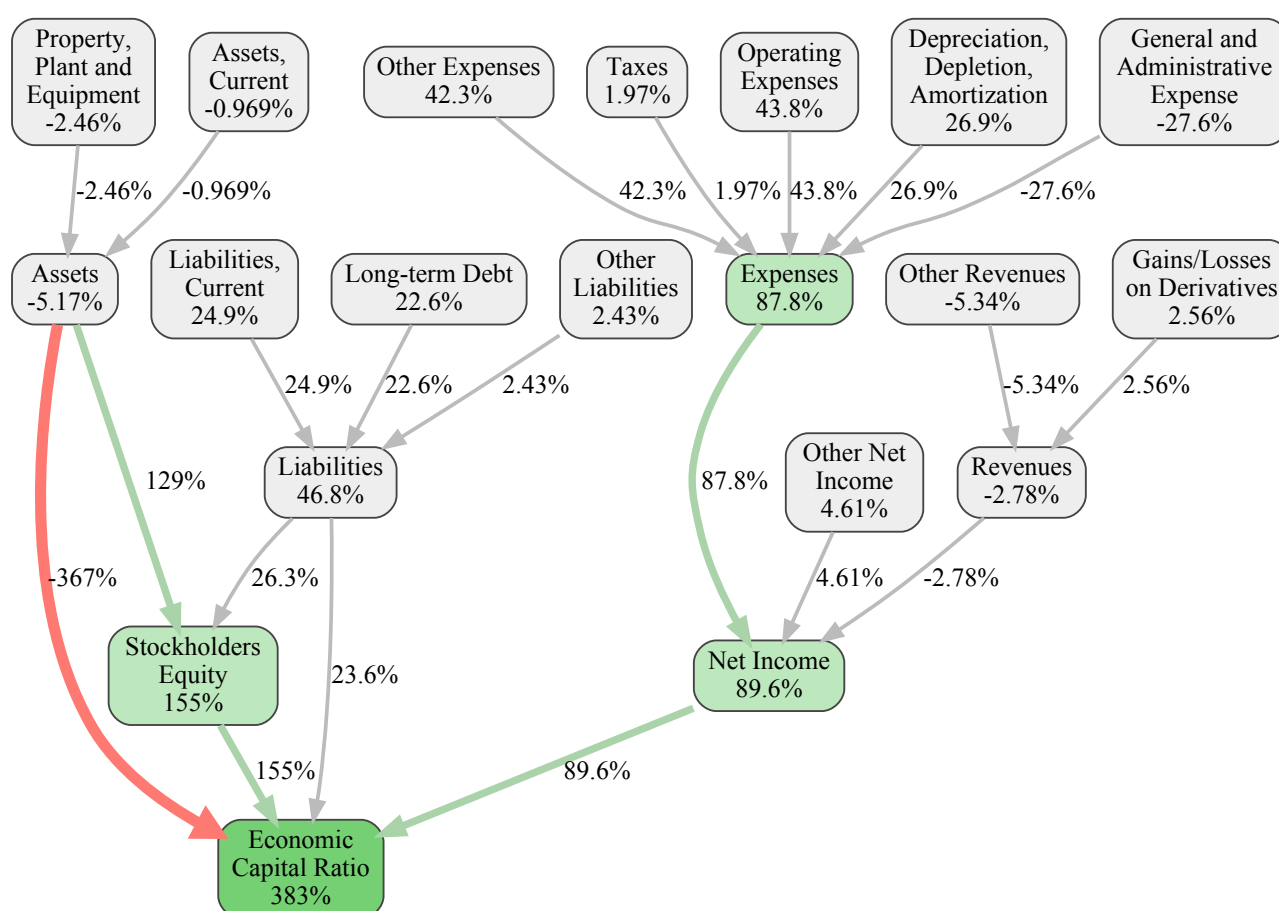 Property,
Plant and
Equipment
-2.46%
Assets,
Current
-0.969%
Other Expenses
42.3%
Taxes
1.97%
Operating
Expenses
43.8%
Depreciation,
Depletion,
Amortization
26.9%
General and
Administrative
Expense
-27.6%
-2.46%
-0.969%
42.3%
1.97%
43.8%
26.9%
-27.6%
Assets
-5.17%
Liabilities,
Current
24.9%
Long-term Debt
22.6%
Other
Liabilities
2.43%
Expenses
87.8%
Other Revenues
-5.34%
Gains/Losses
on Derivatives
2.56%
24.9%
22.6%
2.43%
-5.34%
2.56%
129%
Liabilities
46.8%
87.8%
Other Net
Income
4.61%
Revenues
-2.78%
-367%
26.3%
23.6%
4.61%
-2.78%
Stockholders
Equity
155%
Net Income
89.6%
155%
89.6%
Economic
Capital Ratio
383%